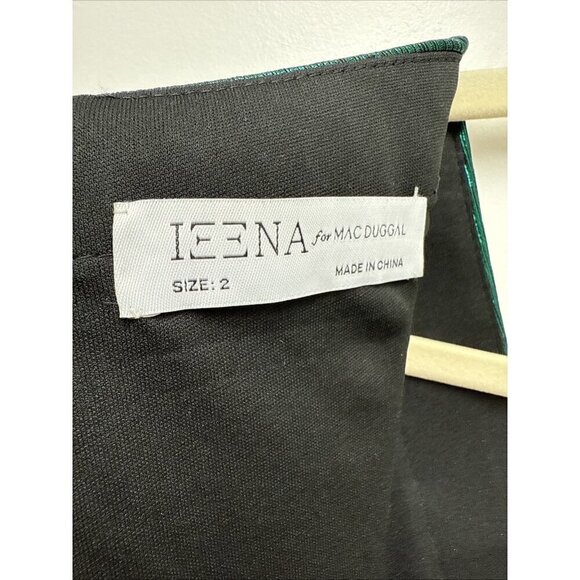 IEENA for MAC DUGGAL
SIZE: 2
MADE IN CHINA